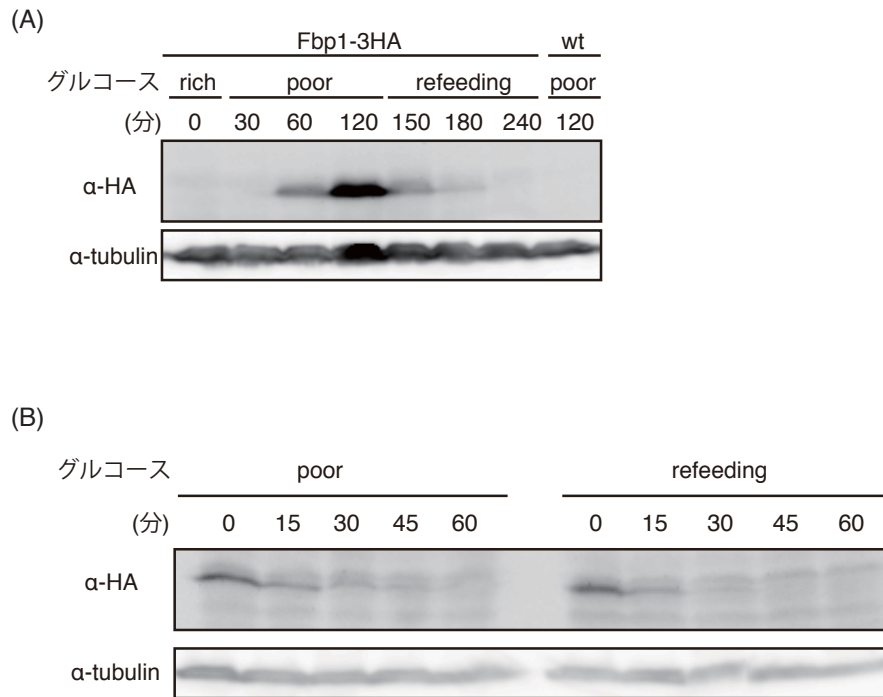 (A)
Fbp1-3HA wt
グルコース rich poor refeeding poor
(分) 0 30 60 120 150 180 240 120
α-HA
α-tubulin
(B)
グルコース poor refeeding
(分) 0 15 30 45 60 0 15 30 45 60
α-HA
α-tubulin